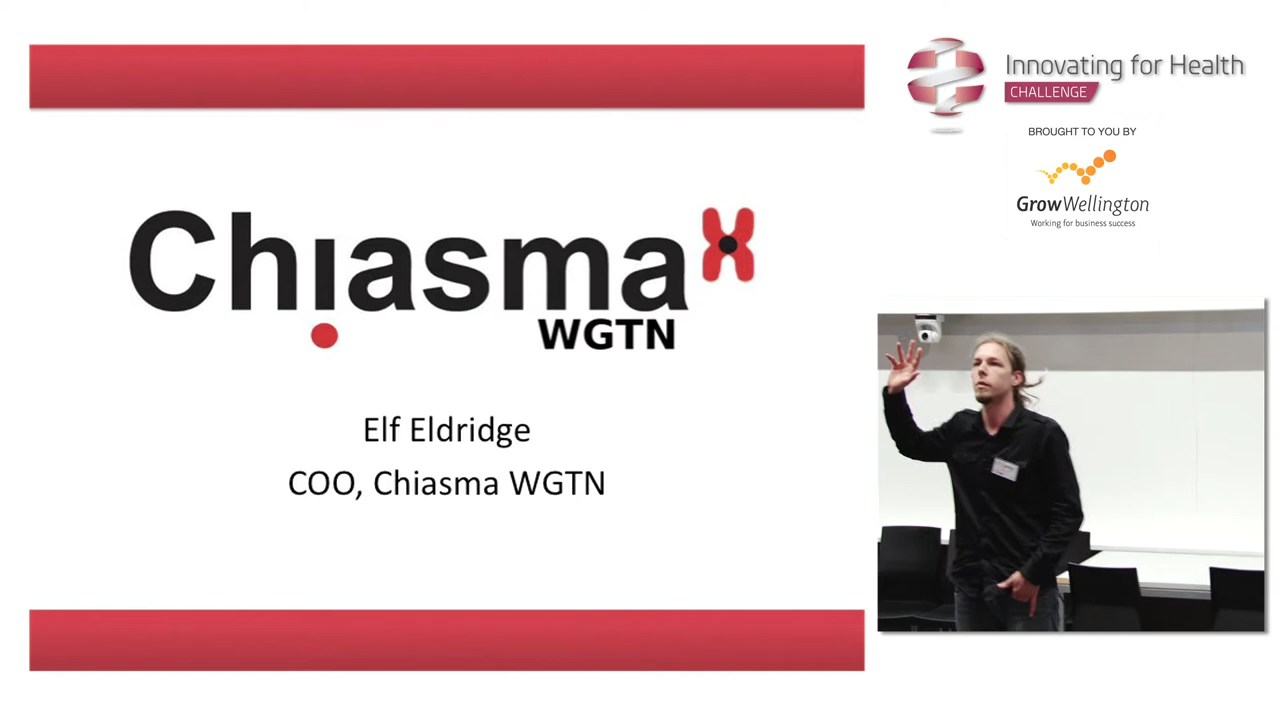 Chiasma
WGTN
Elf Eldridge
COO, Chiasma WGTN
Innovating for Health
CHALLENGE
BROUGHT TO YOU BY
GrowWellington
Working for business success